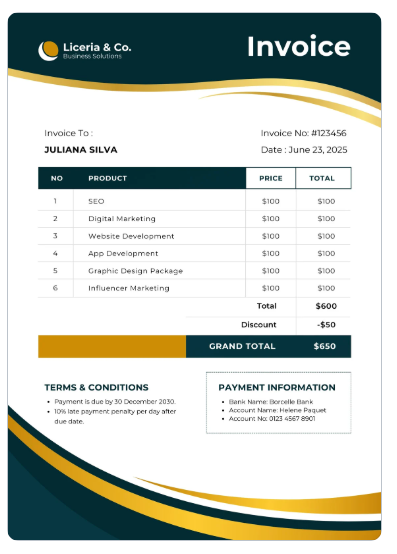 Liceria & Co.
Business Solutions
Invoice
Invoice To :
JULIANA SILVA
Invoice No: #123456
Date : June 23, 2025
NO PRODUCT PRICE TOTAL
1 SEO $100 $100
2 Digital Marketing $100 $100
3 Website Development $100 $100
4 App Development $100 $100
5 Graphic Design Package $100 $100
6 Influencer Marketing $100 $100
Total $600
Discount -$50
GRAND TOTAL $650
TERMS & CONDITIONS
• Payment is due by 30 December 2030.
• 10% late payment penalty per day after
due date.
PAYMENT INFORMATION
• Bank Name: Borcelle Bank
• Account Name: Helene Paquet
• Account No: 0123 4567 8901